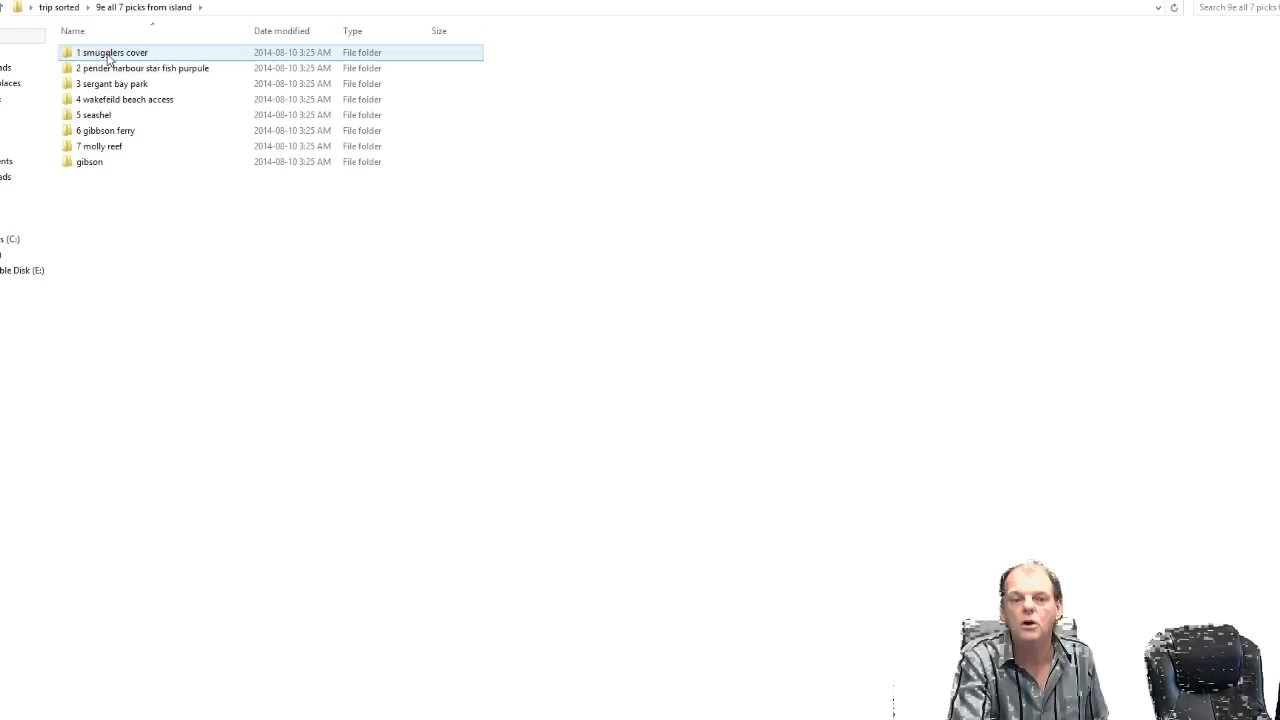 trip sorted 9e all 7 picks from island Search 9e all 7 picks f
Name Date modified Type Size
1 smugglers cover 2014-08-10 3:25 AM File folder
ads 2 pender harbour star fish purpule 2014-08-10 3:25 AM File folder
places 3 sergant bay park 2014-08-10 3:25 AM File folder
4 wakefeild beach access 2014-08-10 3:25 AM File folder
5 seashel 2014-08-10 3:25 AM File folder
6 gibbson ferry 2014-08-10 3:25 AM File folder
7 molly reef 2014-08-10 3:25 AM File folder
ents gibson 2014-08-10 3:25 AM File folder
ads
s (C:)
)
ble Disk (E:)